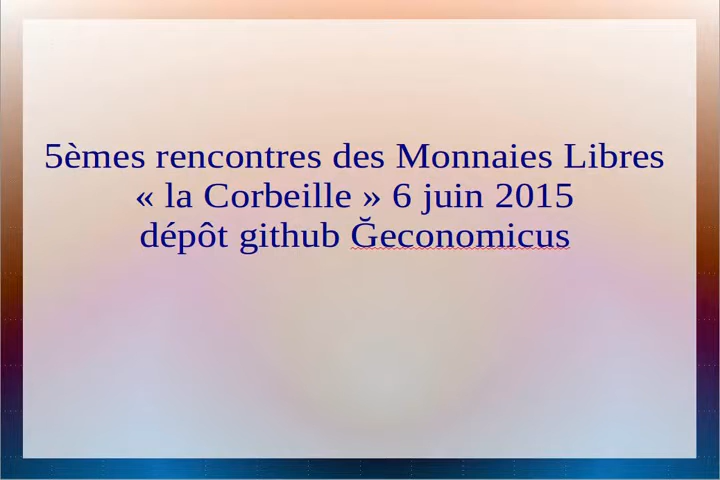 5èmes rencontres des Monnaies Libres
« la Corbeille » 6 juin 2015
dépôt github Ğeconomicus